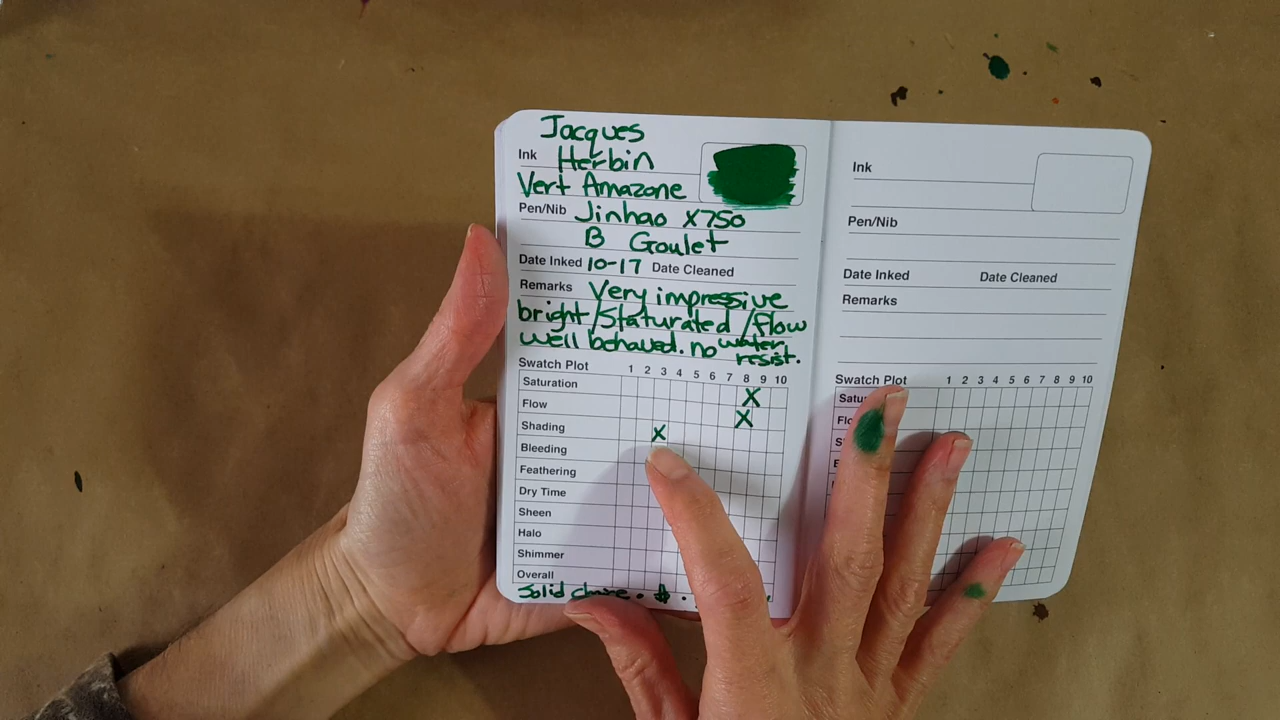 Jacques
Ink Herbin
Vert Amazone
Pen/Nib Jinhao X750
B Goulet
Date Inked 10-17 Date Cleaned
Remarks Very impressive
bright/Staturated/flow
well behaved. no water
resist.
Swatch Plot 1 2 3 4 5 6 7 8 9 10
Saturation X
Flow X
Shading X
Bleeding
Feathering
Dry Time
Sheen
Halo
Shimmer
Overall
Solid
Ink
Pen/Nib
Date Inked Date Cleaned
Remarks
Swatch Plot 1 2 3 4 5 6 7 8 9 10